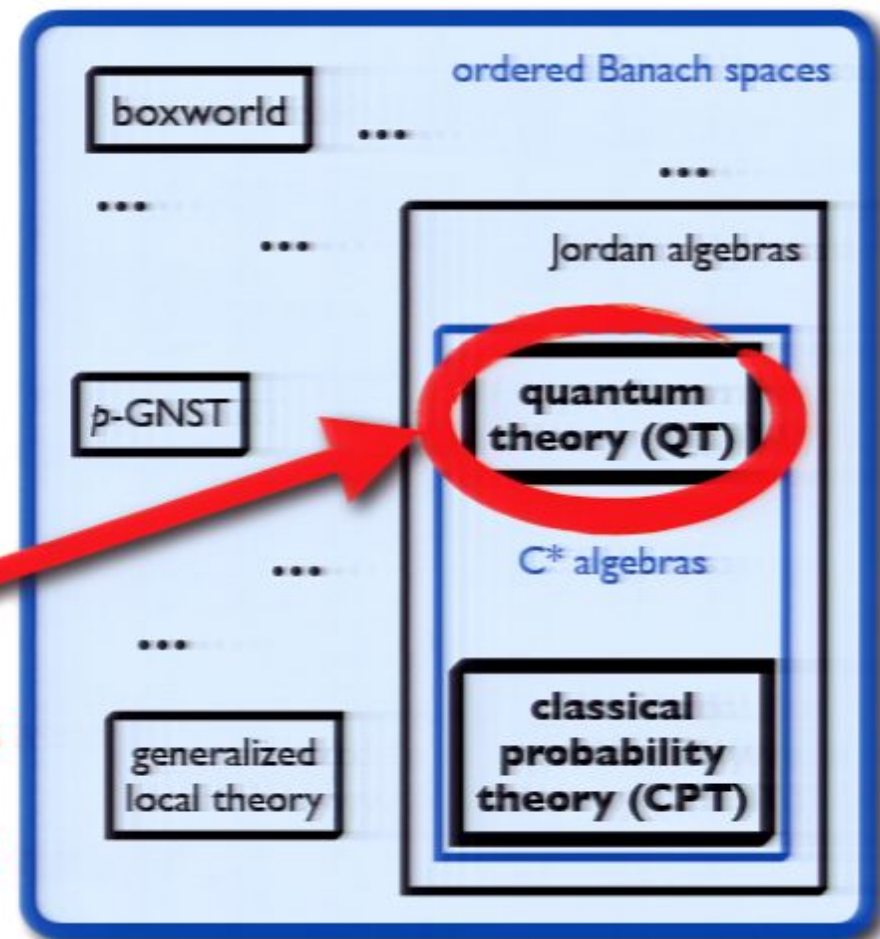 ordered Banach spaces
boxworld
...
...
...
...
Jordan algebras
p-GNST
quantum
theory (QT)
...
C* algebras
...
generalized
local theory
classical
probability
theory (CPT)